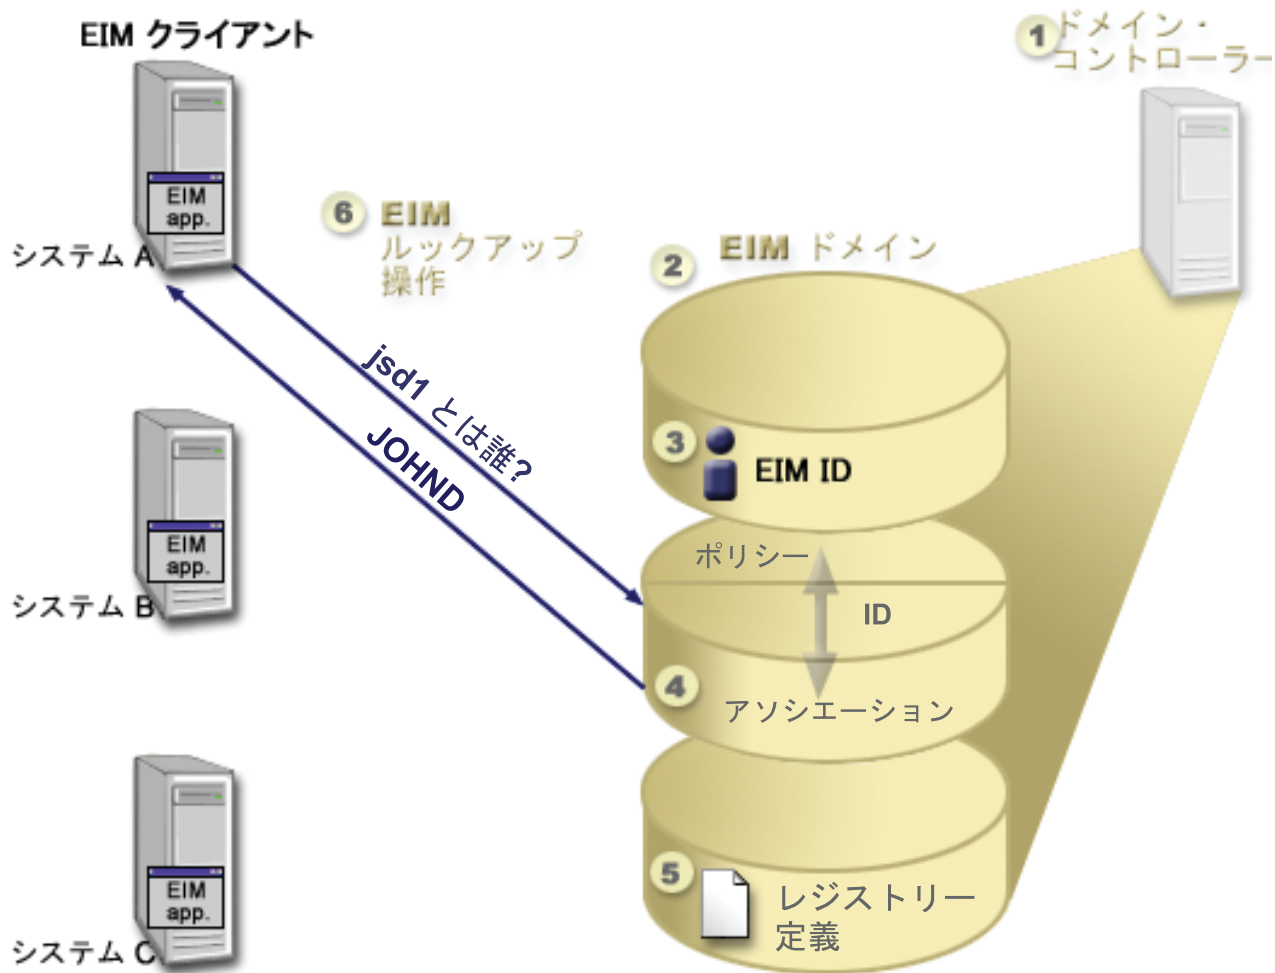 EIM クライアント
1
ドメイン・
コントローラー
EIM
app.
システム A
6
EIM
ルックアップ
操作
2
EIM ドメイン
jsd1 とは誰?
JOHND
3
EIM ID
EIM
app.
システム B
ポリシー
ID
4
アソシエーション
EIM
app.
システム C
5
レジストリー
定義